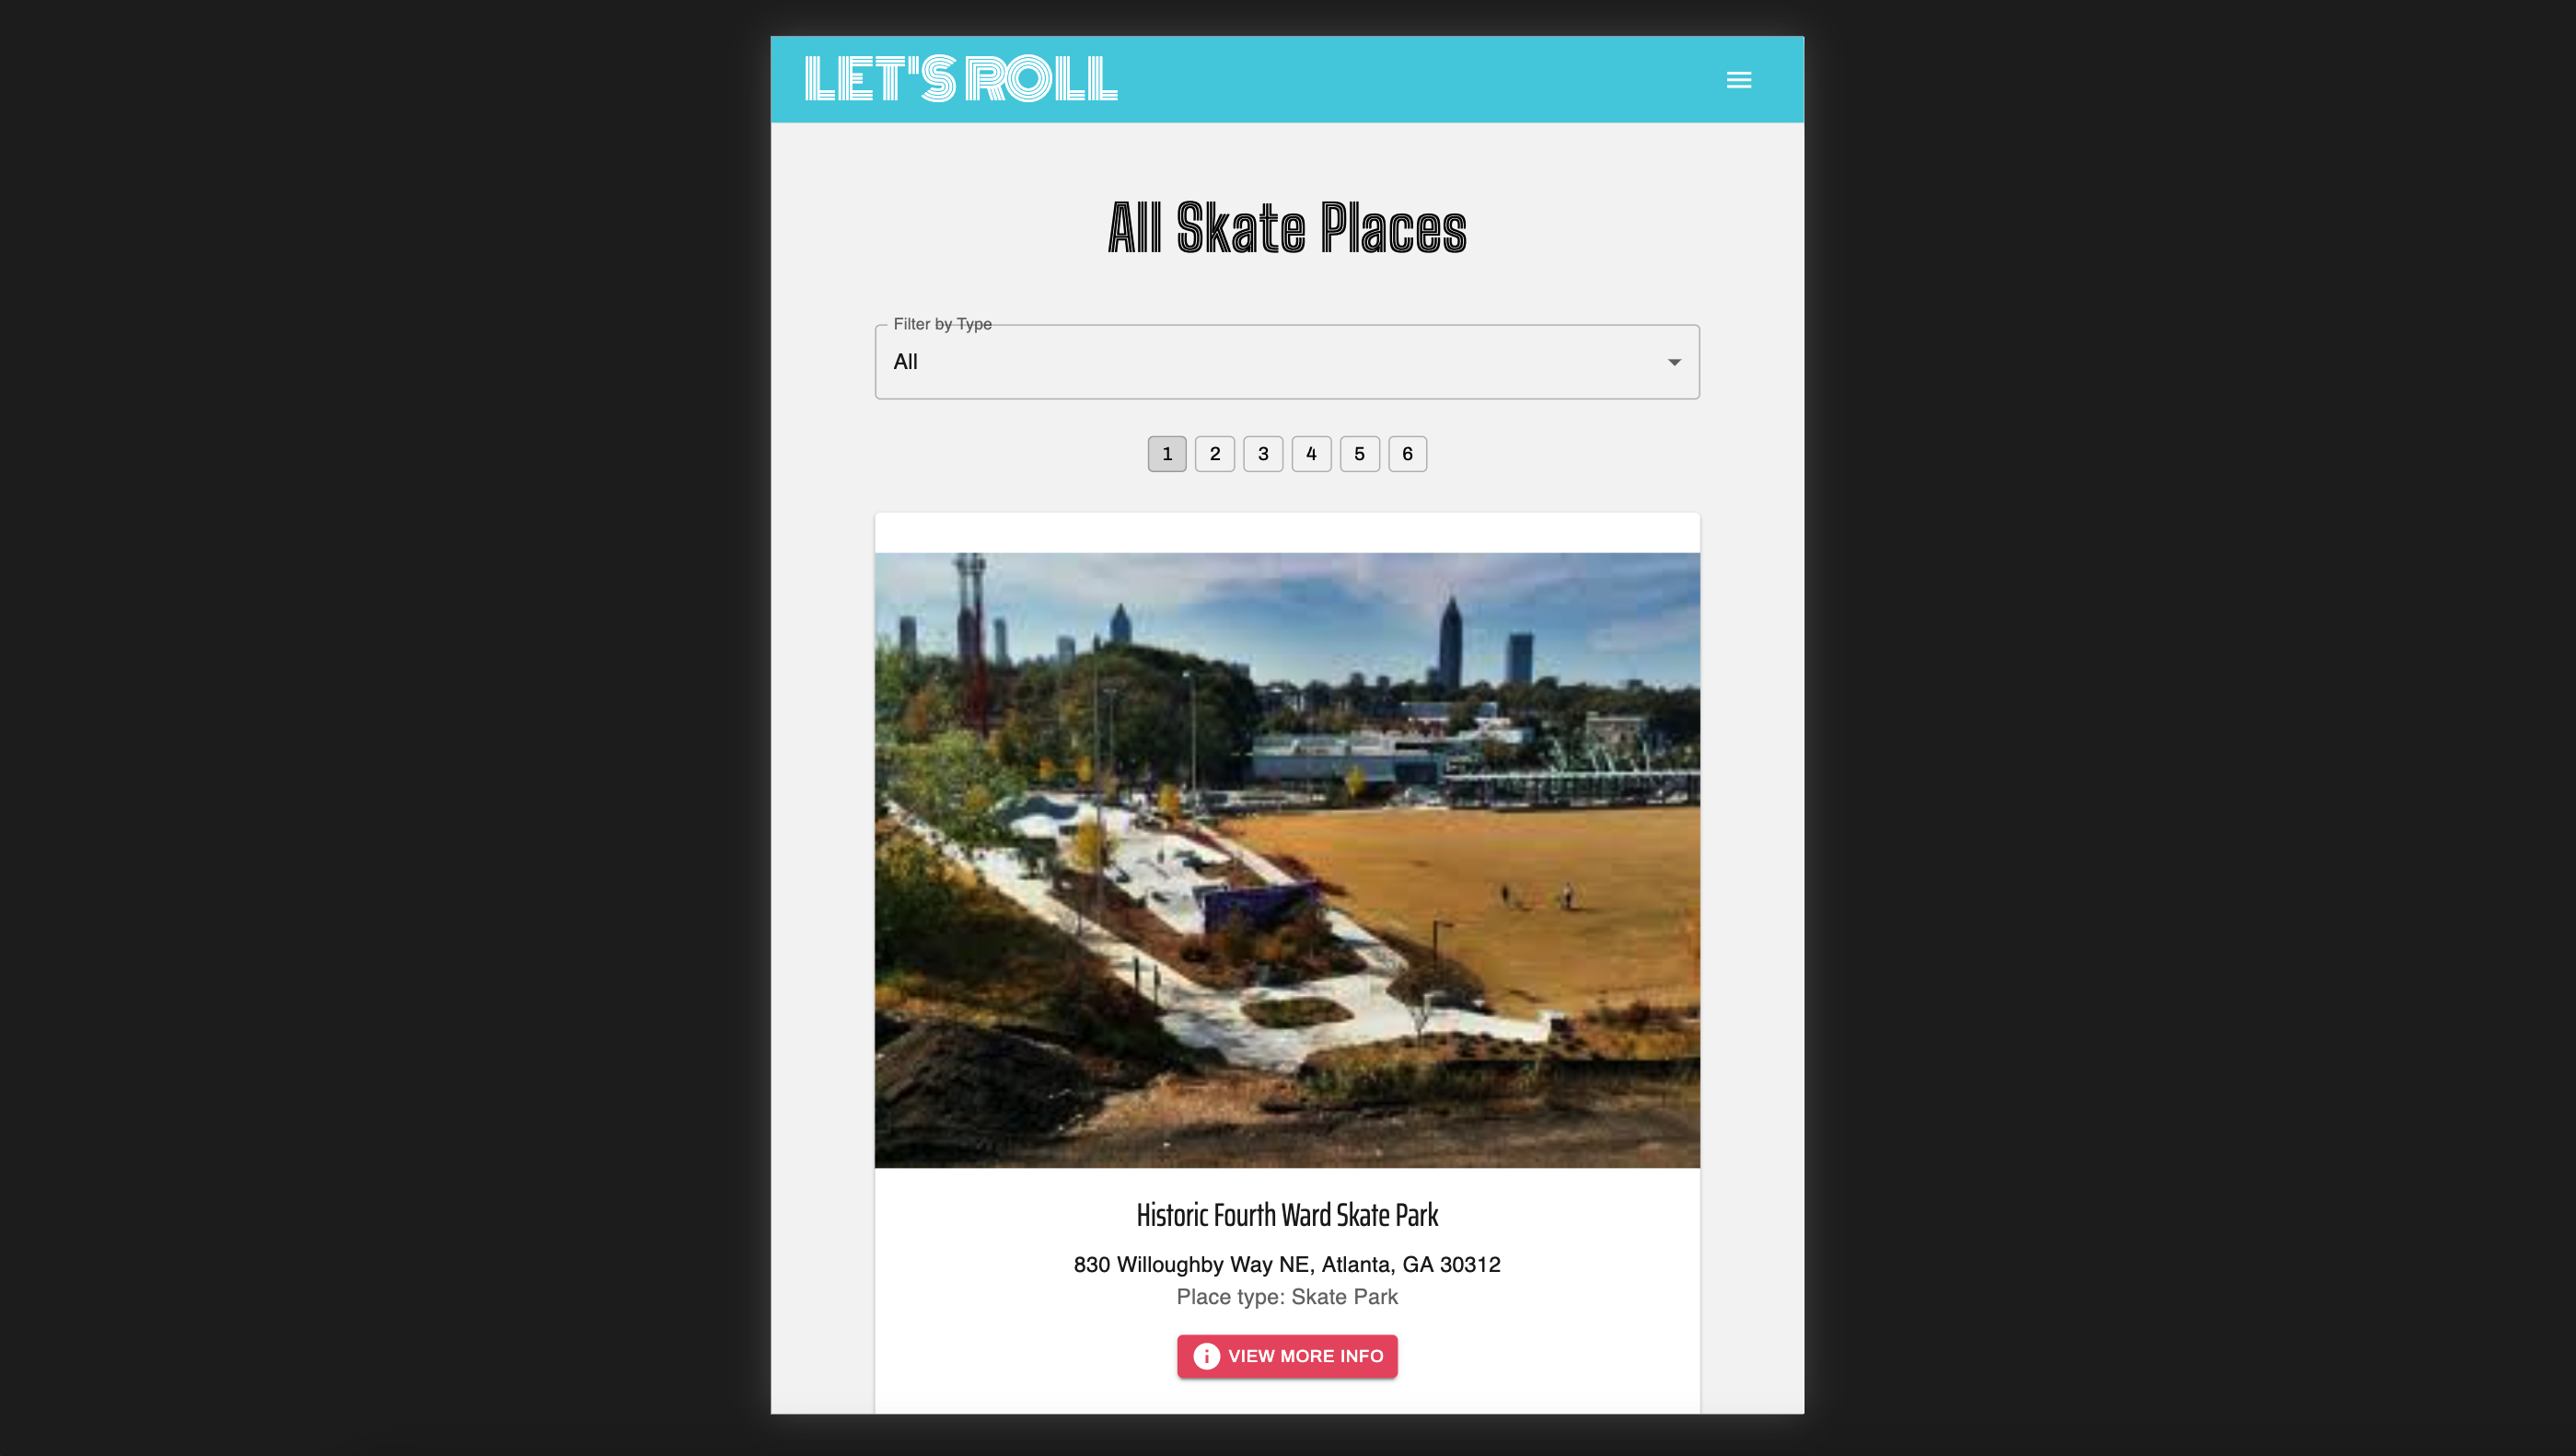 LET'S ROLL
All Skate Places
Filter by Type
All
1 2 3 4 5 6
Historic Fourth Ward Skate Park
830 Willoughby Way NE, Atlanta, GA 30312
Place type: Skate Park
VIEW MORE INFO